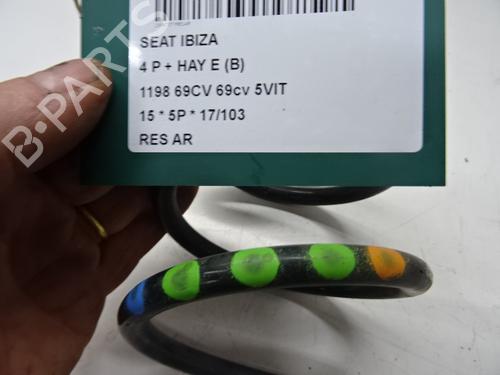 SEAT IBIZA
4 P + HAY E (B)
1198 69CV 69cv 5VIT
15 * 5P * 17/103
RES AR
B-PARTS